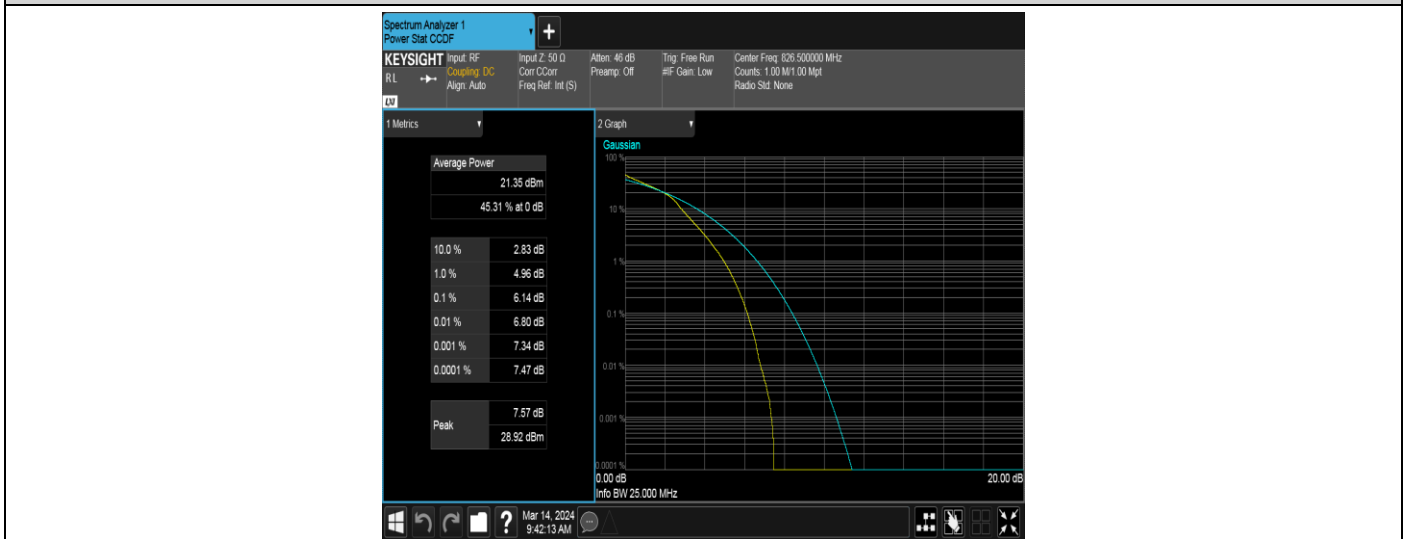 Spectrum Analyzer 1
Power Stat CCDF
+
KEYSIGHT
RL
LXI
Input: RF
Coupling: DC
Align: Auto
Input Z: 50 Ω
Corr CCorr
Freq Ref: Int (S)
Atten: 46 dB
Preamp: Off
Trig: Free Run
#IF Gain: Low
Center Freq: 826.500000 MHz
Counts: 1.00 M/1.00 Mpt
Radio Std: None
1 Metrics
Average Power
21.35 dBm
45.31 % at 0 dB
10.0 % 2.83 dB
1.0 % 4.96 dB
0.1 % 6.14 dB
0.01 % 6.80 dB
0.001 % 7.34 dB
0.0001 % 7.47 dB
Peak
7.57 dB
28.92 dBm
2 Graph
Gaussian
100 %
10 %
1 %
0.1 %
0.01 %
0.001 %
0.0001 %
0.00 dB 20.00 dB
Info BW 25.000 MHz
?
Mar 14, 2024
9:42:13 AM